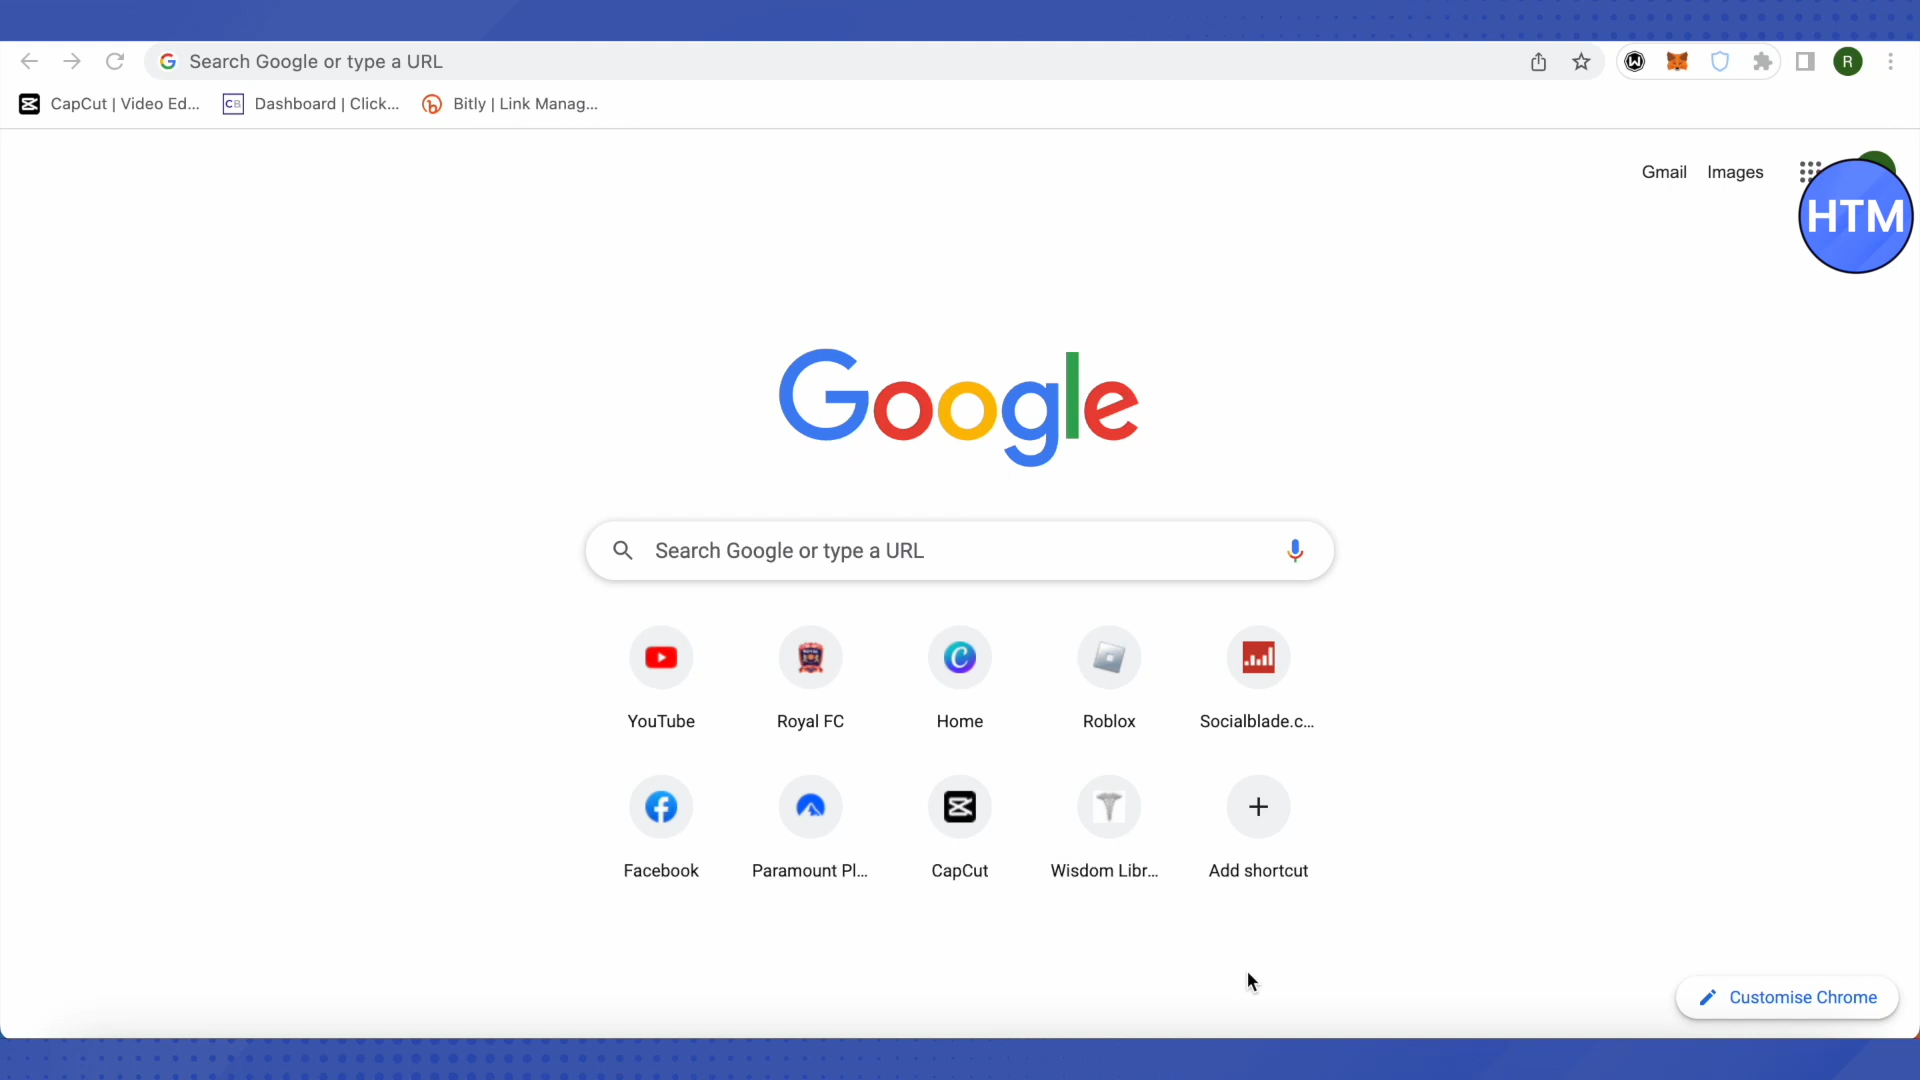 Search Google or type a URL
R
CapCut | Video Ed...
CB
Dashboard | Click...
Bitly | Link Manag...
Gmail
Images
HTM
Google
Search Google or type a URL
YouTube
Royal FC
Home
Roblox
Socialblade.c...
Facebook
Paramount Pl...
CapCut
Wisdom Libr...
Add shortcut
Customise Chrome